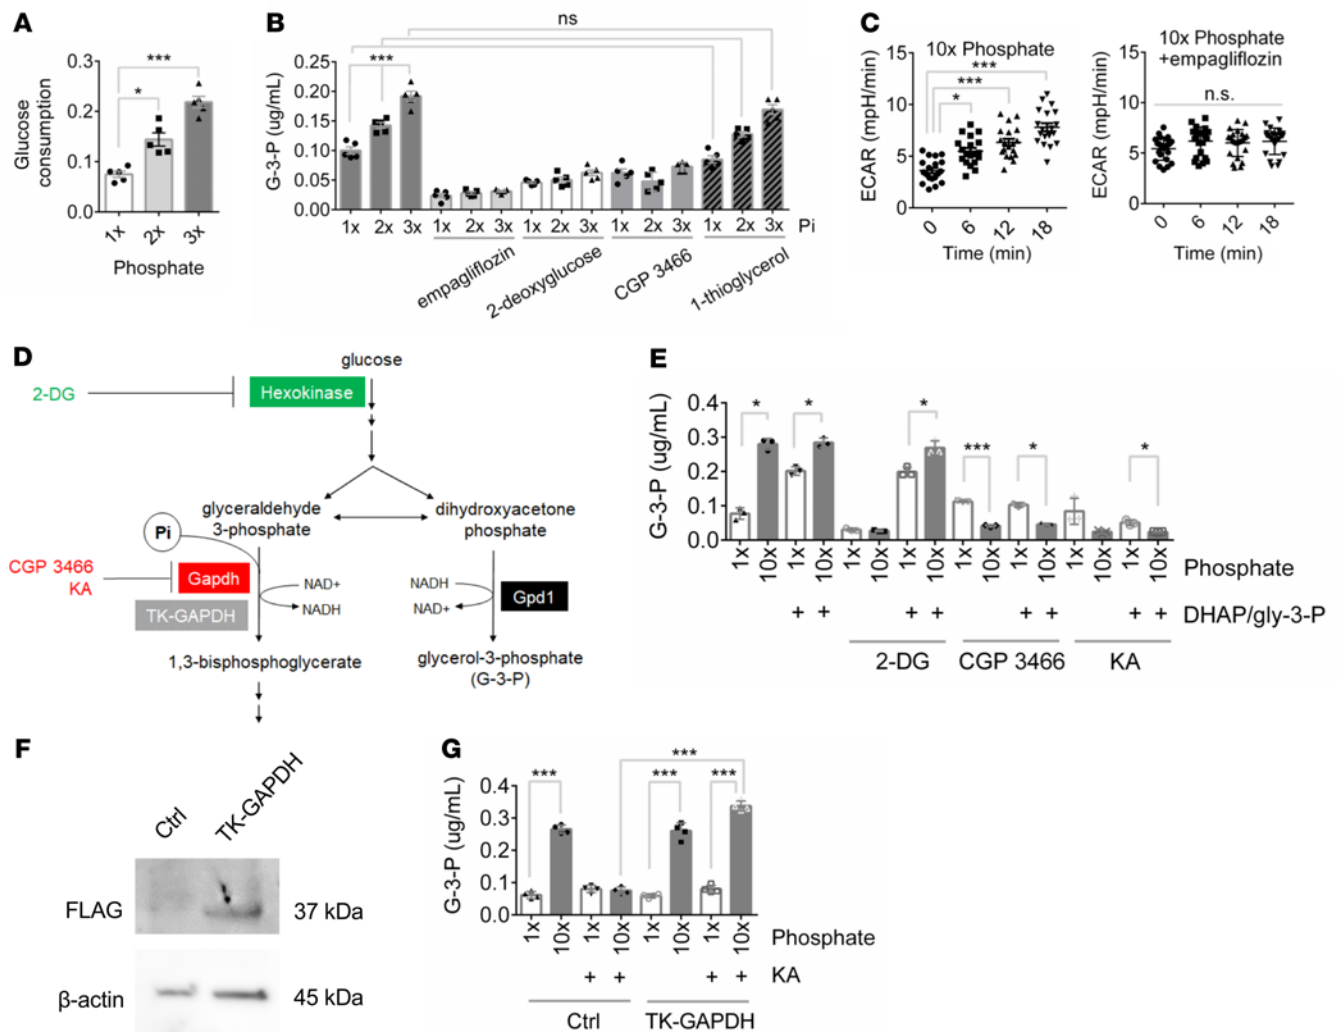 A
Glucose
consumption
0.3
0.2
0.1
0.0
***
*
1x 2x 3x
Phosphate
B
ns
G-3-P (ug/mL)
0.25
0.20
0.15
0.10
0.05
0.00
***
1x 2x 3x 1x 2x 3x 1x 2x 3x 1x 2x 3x 1x 2x 3x Pi
empagliflozin
2-deoxyglucose
CGP 3466
1-thioglycerol
C
10x Phosphate
ECAR (mpH/min)
15
10
5
0
***
***
*
0 6 12 18
Time (min)
10x Phosphate
+empagliflozin
ECAR (mpH/min)
15
10
5
0
n.s.
0 6 12 18
Time (min)
D
glucose
2-DG
Hexokinase
glyceraldehyde
3-phosphate
dihydroxyacetone
phosphate
Pi
CGP 3466
KA
Gapdh
TK-GAPDH
NAD+
NADH
NADH
NAD+
Gpd1
1,3-bisphosphoglycerate
glycerol-3-phosphate
(G-3-P)
E
G-3-P (ug/mL)
0.4
0.3
0.2
0.1
0.0
* * * *** * *
1x 10x 1x 10x 1x 10x 1x 10x 1x 10x 1x 10x 1x 10x 1x 10x
Phosphate
+ + + + + + + + DHAP/gly-3-P
2-DG CGP 3466 KA
F
Ctrl
TK-GAPDH
FLAG
37 kDa
β-actin
45 kDa
G
G-3-P (ug/mL)
0.4
0.3
0.2
0.1
0.0
***
*** *** ***
1x 10x 1x 10x 1x 10x 1x 10x
Phosphate
+ + + + KA
Ctrl TK-GAPDH